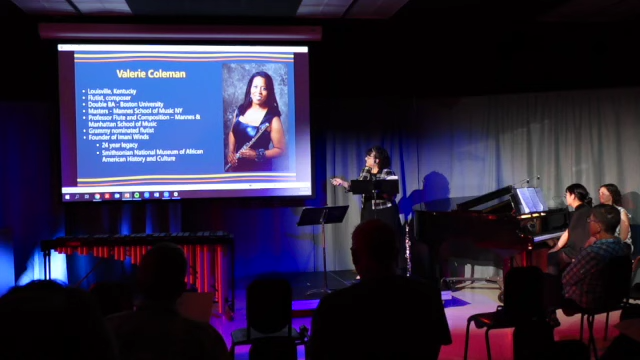 Valerie Coleman
• Louisville, Kentucky
• Flutist, composer
• Double BA - Boston University
• Masters - Mannes School of Music NY
• Professor Flute and Composition - Mannes &
Manhattan School of Music
• Grammy nominated flutist
• Founder of Imani Winds
• 24 year legacy
• Smithsonian National Museum of African
American History and Culture